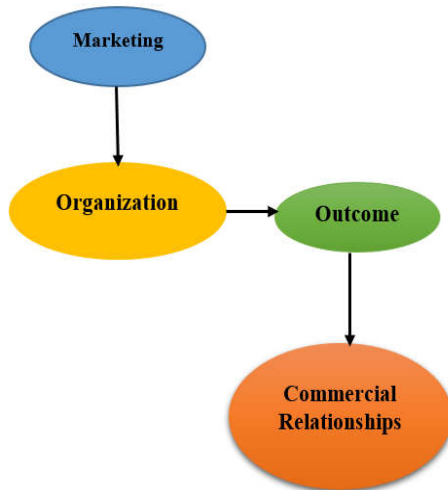 Marketing
Organization
Outcome
Commercial
Relationships